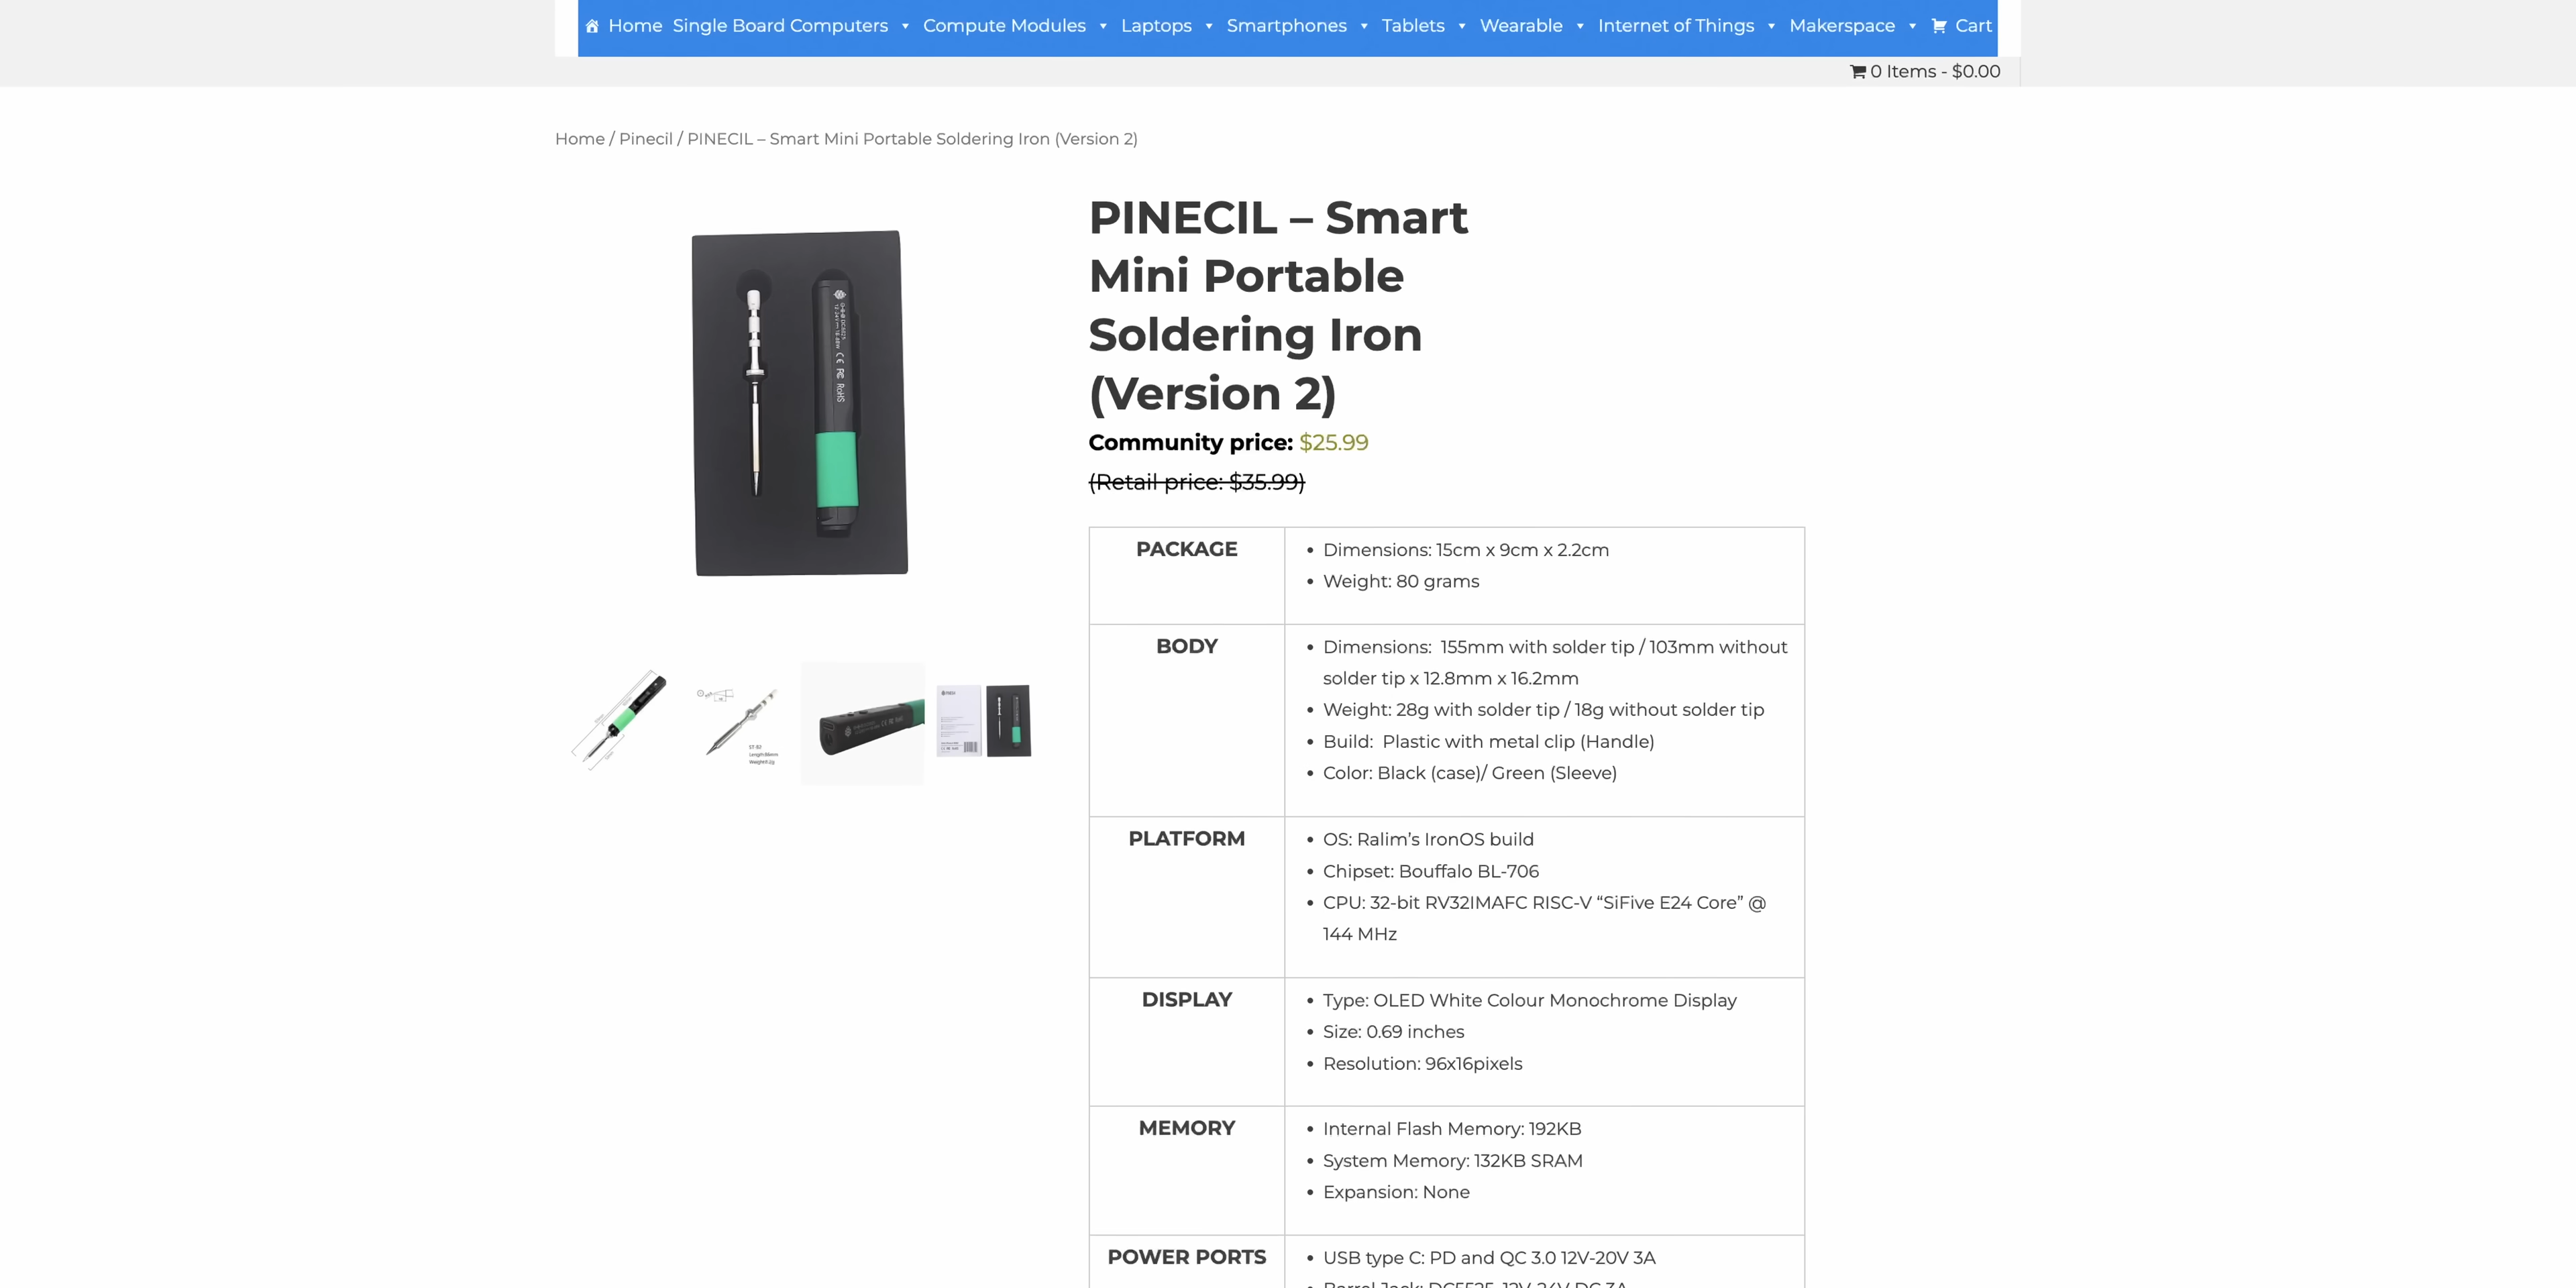 Home Single Board Computers Compute Modules Laptops Smartphones Tablets Wearable Internet of Things Makerspace Cart
0 Items - $0.00
Home / Pinecil / PINECIL – Smart Mini Portable Soldering Iron (Version 2)
PINECIL – Smart
Mini Portable
Soldering Iron
(Version 2)
Community price: $25.99
(Retail price: $35.99)
PACKAGE
• Dimensions: 15cm x 9cm x 2.2cm
• Weight: 80 grams
BODY
• Dimensions:  155mm with solder tip / 103mm without
solder tip x 12.8mm x 16.2mm
• Weight: 28g with solder tip / 18g without solder tip
• Build:  Plastic with metal clip (Handle)
• Color: Black (case)/ Green (Sleeve)
PLATFORM
• OS: Ralim’s IronOS build
• Chipset: Bouffalo BL-706
• CPU: 32-bit RV32IMAFC RISC-V “SiFive E24 Core” @
144 MHz
DISPLAY
• Type: OLED White Colour Monochrome Display
• Size: 0.69 inches
• Resolution: 96x16pixels
MEMORY
• Internal Flash Memory: 192KB
• System Memory: 132KB SRAM
• Expansion: None
POWER PORTS
• USB type C: PD and QC 3.0 12V-20V 3A
CE FC RoHS